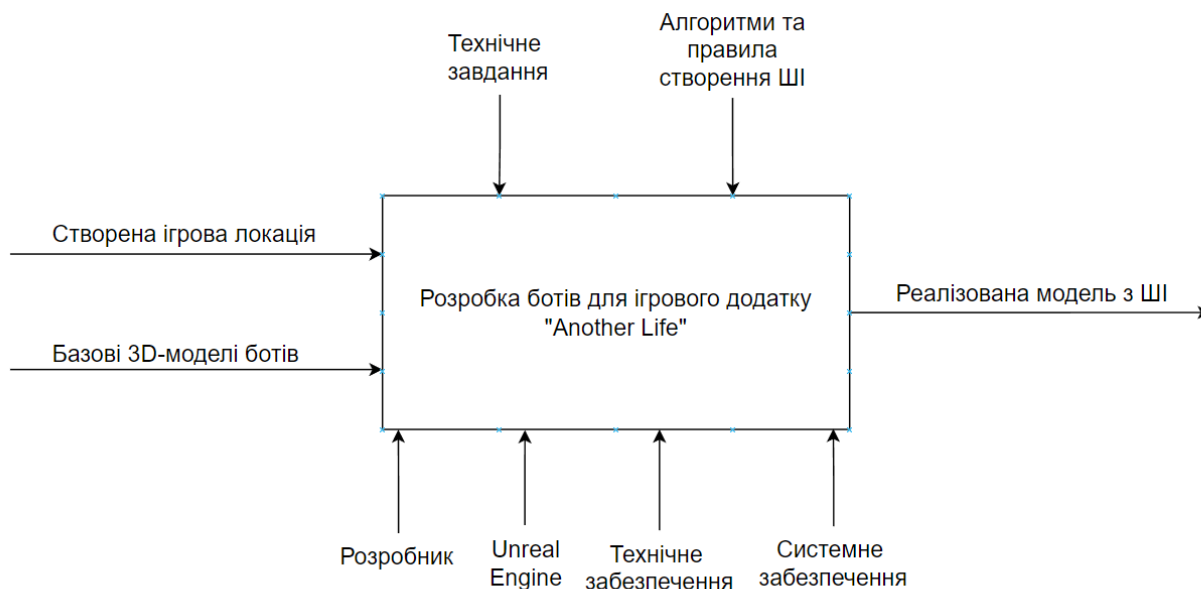 Технічне
завдання
Алгоритми та
правила
створення ШІ
Створена ігрова локація
Базові 3D-моделі ботів
Розробка ботів для ігрового додатку
"Another Life"
Реалізована модель з ШІ
Розробник
Unreal
Engine
Технічне
забезпечення
Системне
забезпечення